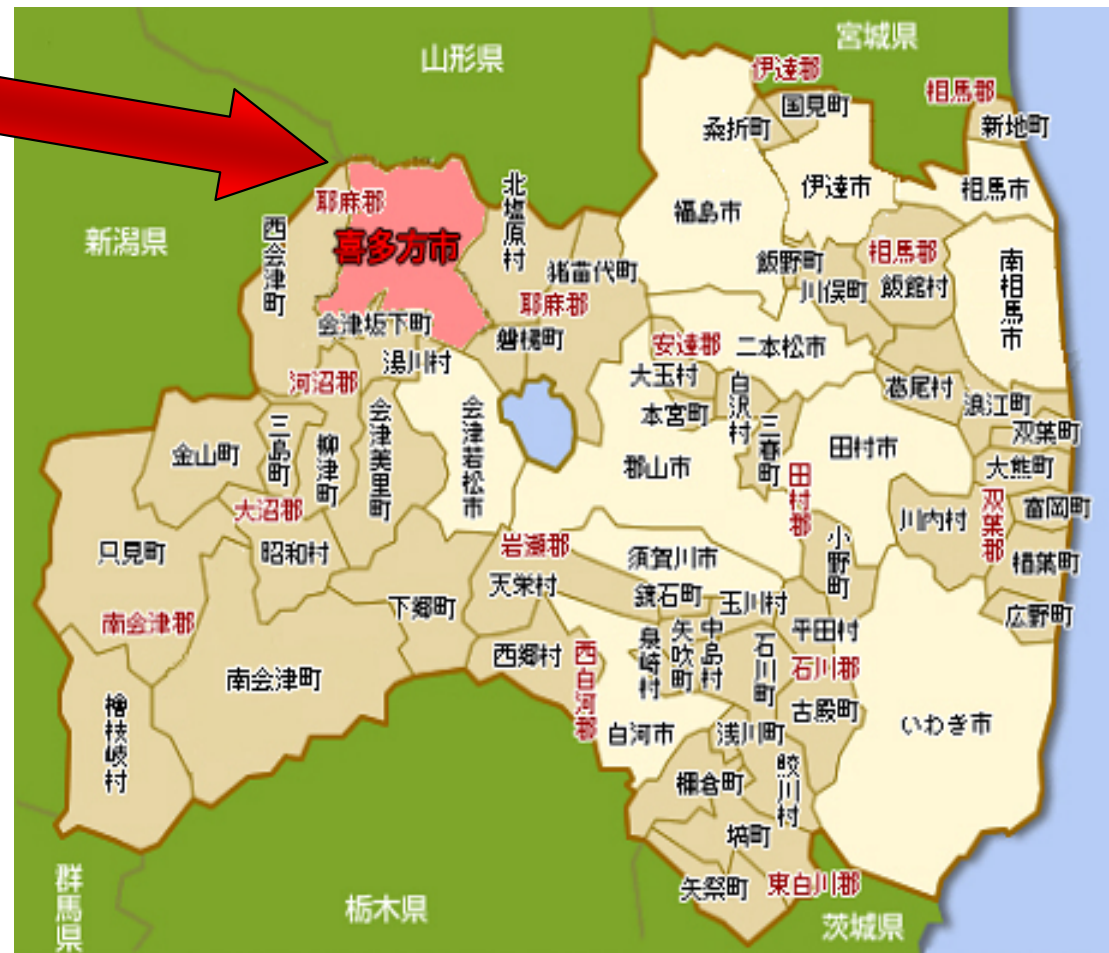 宮城県
山形県
伊達郡
国見町
相馬郡
桑折町
新地町
北塩原村
伊達市
相馬市
耶麻郡
福島市
西会津町
喜多方市
新潟県
相馬郡
飯野町
猪苗代町
南相馬市
川俣町
飯館村
耶麻郡
会津坂下町
磐梯町
安達郡
二本松市
湯川村
大玉村
白沢村
河沼郡
葛尾村
浪江町
本宮町
会津美里町
会津若松市
三島町
柳津町
三春町
双葉町
金山町
郡山市
田村市
大熊町
田村郡
双葉郡
大沼郡
川内村
富岡町
只見町
昭和村
岩瀬郡
須賀川市
小野町
楢葉町
天栄村
鏡石町
玉川村
下郷町
広野町
南会津郡
泉崎村
矢吹町
中島村
平田村
西郷村
西白河郡
石川町
石川郡
南会津町
古殿町
檜枝岐村
白河市
浅川町
いわき市
鮫川村
棚倉町
塙町
矢祭町
東白川郡
群馬県
栃木県
茨城県